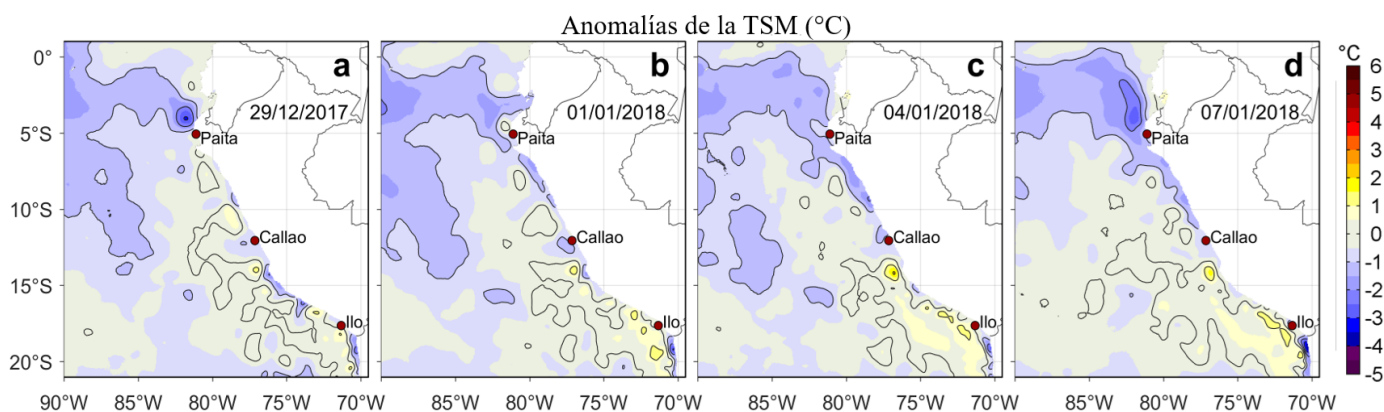 Anomalías de la TSM (°C)
a
29/12/2017
Paita
Callao
Ilo
b
01/01/2018
Paita
Callao
Ilo
c
04/01/2018
Paita
Callao
Ilo
d
07/01/2018
Paita
Callao
Ilo
0°
5°S
10°S
15°S
20°S
90°W 85°W 80°W 75°W 70°W
85°W 80°W 75°W 70°W
85°W 80°W 75°W 70°W
85°W 80°W 75°W 70°W
°C
6
5
4
3
2
1
0
-1
-2
-3
-4
-5